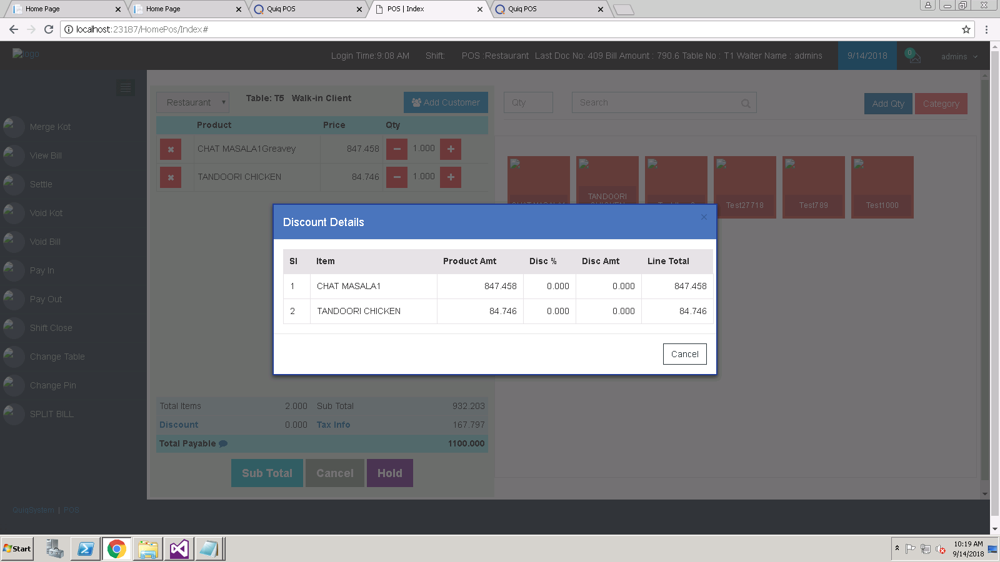 Home Page
Home Page
Quiq POS
POS | Index
Quiq POS
localhost:23187/HomePos/Index#
logo
Login Time:9:08 AM Shift: POS :Restaurant Last Doc No: 409 Bill Amount : 790.6 Table No : T1 Waiter Name : admins
9/14/2018
0
admins
Merge Kot
View Bill
Settle
Void Kot
Void Bill
Pay In
Pay Out
Shift Close
Change Table
Change Pin
SPLIT BILL
Restaurant
Table: T5 Walk-in Client
Add Customer
Product Price Qty
CHAT MASALA1Greavey 847.458 1.000
TANDOORI CHICKEN 84.746 1.000
Qty
Search
Add Qty
Category
CHAT MASALA1
TANDOORI
CHICKEN
Test27718
Test789
Test1000
Discount Details
Sl Item Product Amt Disc % Disc Amt Line Total
1 CHAT MASALA1 847.458 0.000 0.000 847.458
2 TANDOORI CHICKEN 84.746 0.000 0.000 84.746
Cancel
Total Items 2.000 Sub Total 932.203
Discount 0.000 Tax Info 167.797
Total Payable 1100.000
Sub Total
Cancel
Hold
QuiqSystem | POS
Start
10:19 AM
9/14/2018